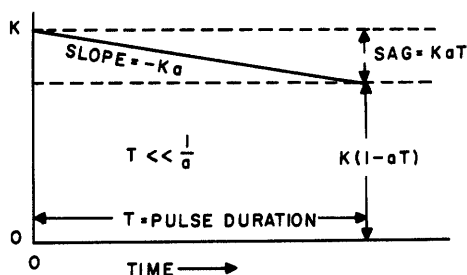 K
SLOPE=-Ka
SAG=KaT
T << 1/a
K(1-aT)
T=PULSE DURATION
0
0
TIME